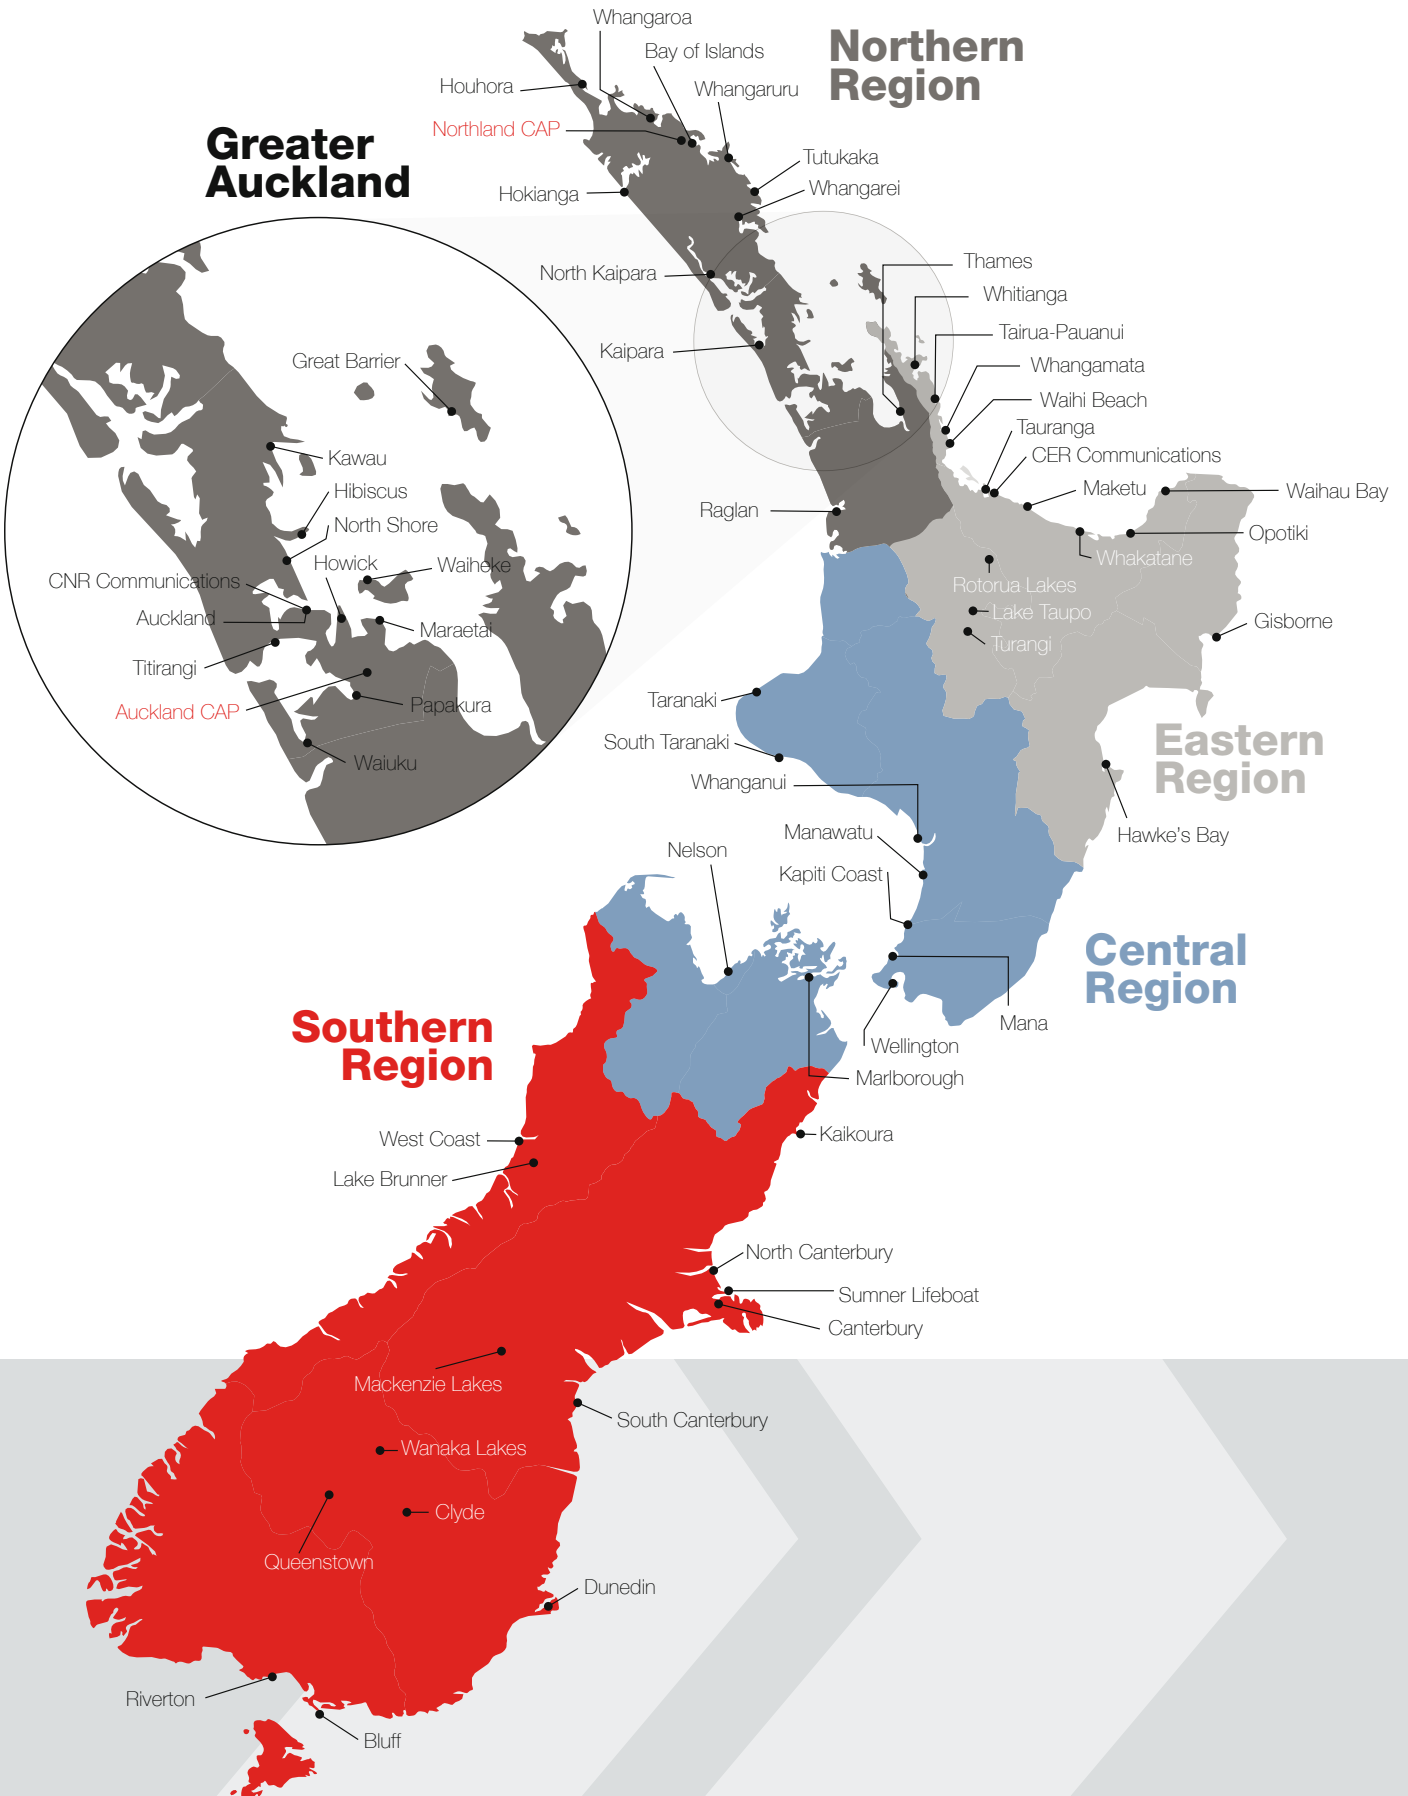 Whangaroa
Bay of Islands
Northern
Region
Houhora
Whangaruru
Northland CAP
Greater
Auckland
Tutukaka
Whangarei
Hokianga
North Kaipara
Thames
Whitianga
Tairua-Pauanui
Kaipara
Great Barrier
Whangamata
Waihi Beach
Tauranga
CER Communications
Kawau
Hibiscus
Maketu
Waihau Bay
North Shore
Raglan
Opotiki
Howick
Waiheke
Whakatane
CNR Communications
Rotorua Lakes
Auckland
Lake Taupo
Gisborne
Maraetai
Turangi
Titirangi
Taranaki
Auckland CAP
Papakura
South Taranaki
Eastern
Region
Waiuku
Whanganui
Manawatu
Hawke's Bay
Nelson
Kapiti Coast
Central
Region
Southern
Region
Mana
Wellington
Marlborough
West Coast
Kaikoura
Lake Brunner
North Canterbury
Sumner Lifeboat
Canterbury
Mackenzie Lakes
South Canterbury
Wanaka Lakes
Clyde
Queenstown
Dunedin
Riverton
Bluff